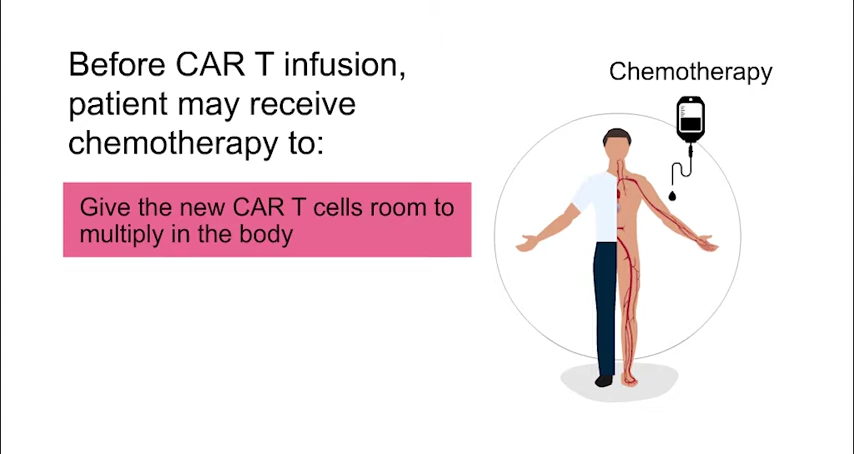 Before CAR T infusion,
patient may receive
chemotherapy to:
Chemotherapy
Give the new CAR T cells room to
multiply in the body